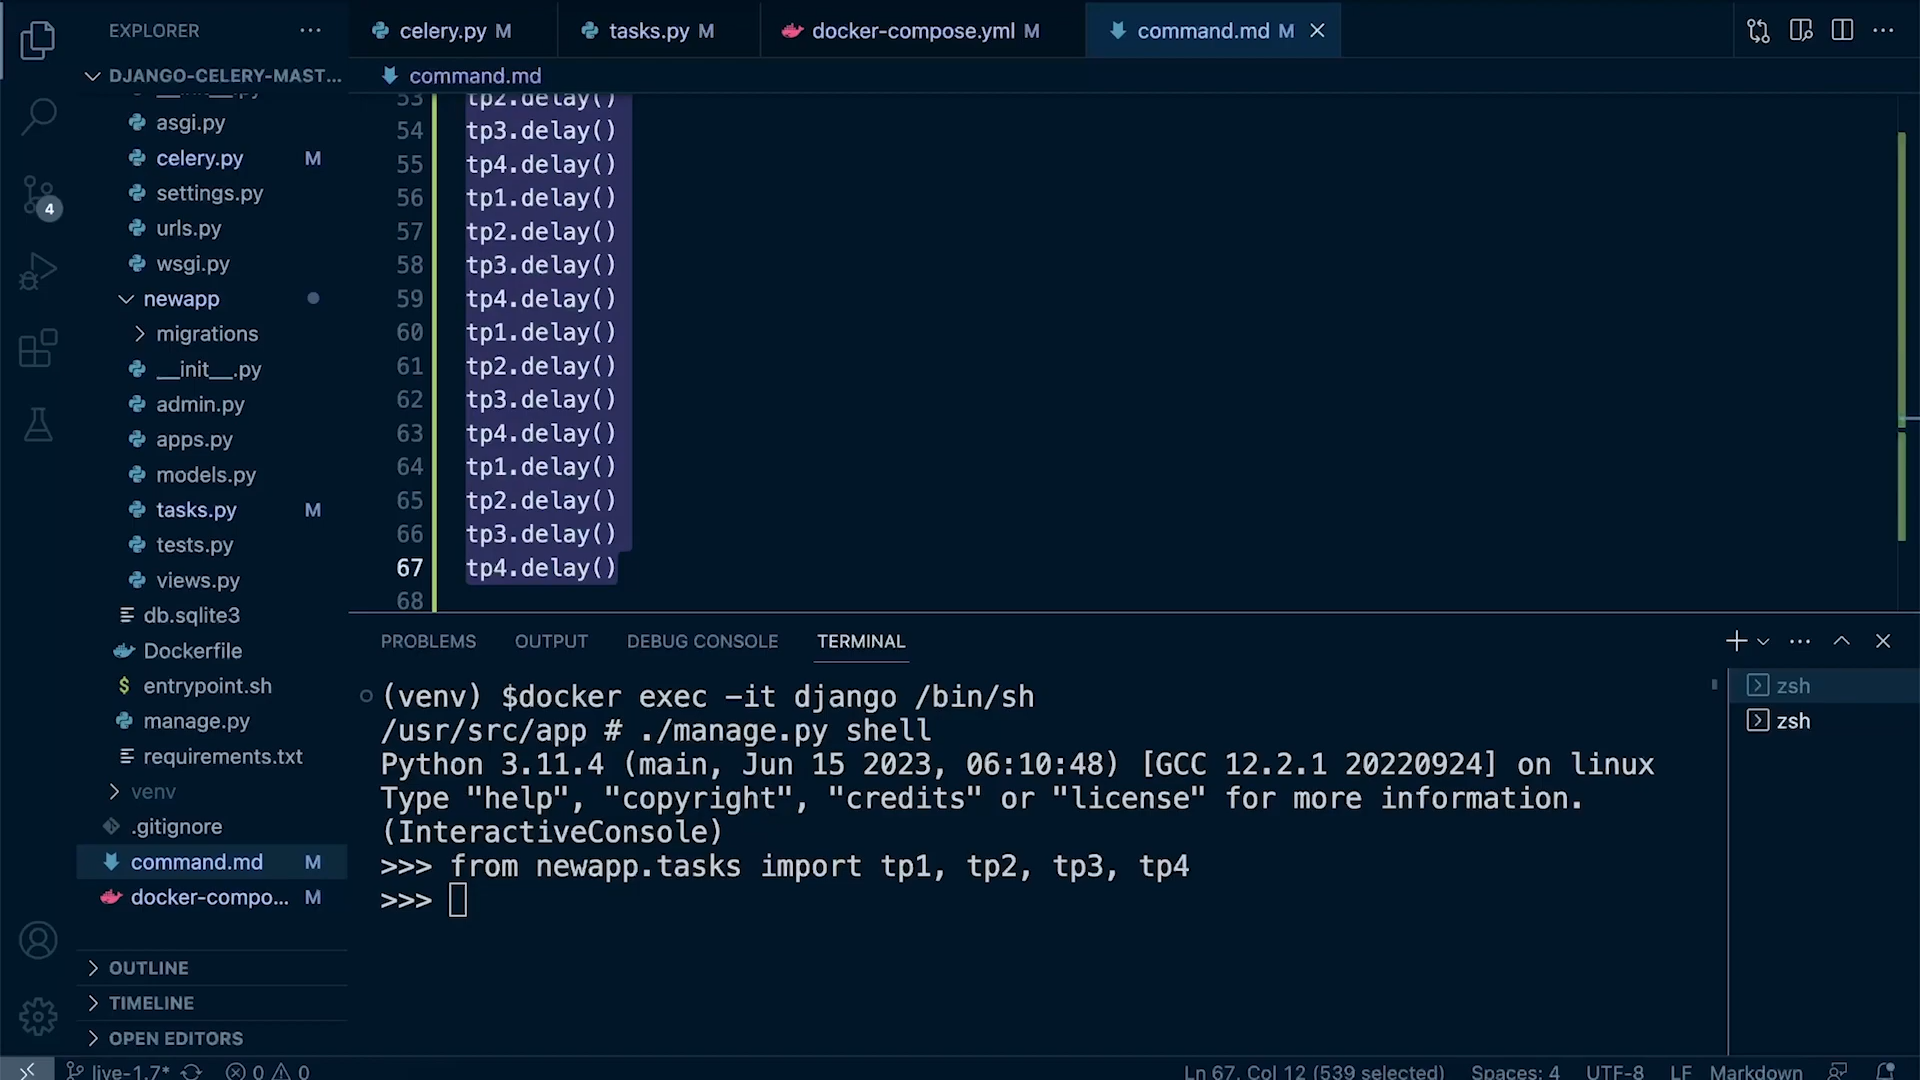 EXPLORER
celery.py M
tasks.py M
docker-compose.yml M
command.md M
DJANGO-CELERY-MAST...
command.md
asgi.py
celery.py M
settings.py
urls.py
wsgi.py
newapp
migrations
__init__.py
admin.py
apps.py
models.py
tasks.py M
tests.py
views.py
db.sqlite3
Dockerfile
$ entrypoint.sh
manage.py
requirements.txt
venv
.gitignore
command.md M
docker-compo... M
OUTLINE
TIMELINE
OPEN EDITORS
4
53 tp2.delay()
54 tp3.delay()
55 tp4.delay()
56 tp1.delay()
57 tp2.delay()
58 tp3.delay()
59 tp4.delay()
60 tp1.delay()
61 tp2.delay()
62 tp3.delay()
63 tp4.delay()
64 tp1.delay()
65 tp2.delay()
66 tp3.delay()
67 tp4.delay()
68
PROBLEMS OUTPUT DEBUG CONSOLE TERMINAL
(venv) $docker exec -it django /bin/sh
/usr/src/app # ./manage.py shell
Python 3.11.4 (main, Jun 15 2023, 06:10:48) [GCC 12.2.1 20220924] on linux
Type "help", "copyright", "credits" or "license" for more information.
(InteractiveConsole)
>>> from newapp.tasks import tp1, tp2, tp3, tp4
>>>
zsh
zsh
live-1.7* 0 0 Ln 67, Col 12 (539 selected) Spaces: 4 UTF-8 LF Markdown